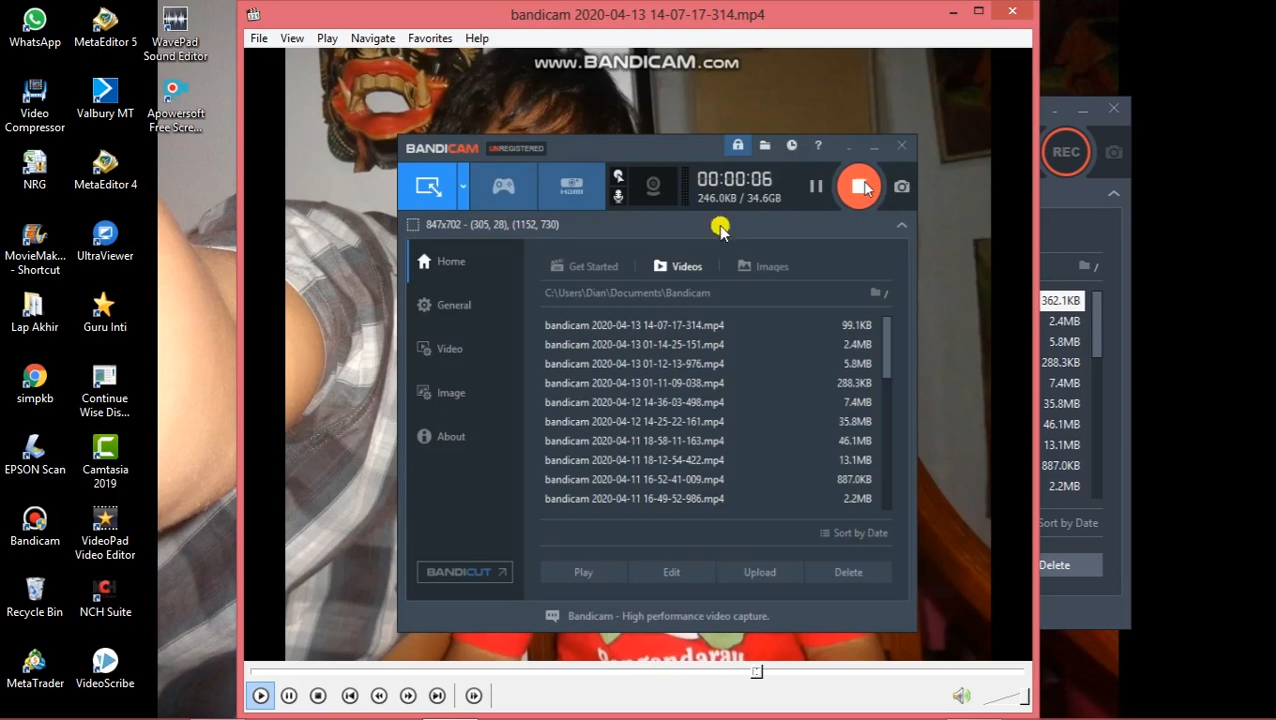 WhatsApp
MetaEditor 5
WavePad
Sound Editor
Video
Compressor
Valbury MT
Apowersoft
Free Scre...
NRG
MetaEditor 4
MovieMak...
- Shortcut
UltraViewer
Lap Akhir
Guru Inti
simpkb
Continue
Wise Dis...
EPSON Scan
Camtasia
2019
Bandicam
VideoPad
Video Editor
Recycle Bin
NCH Suite
MetaTrader
VideoScribe
bandicam 2020-04-13 14-07-17-314.mp4
File View Play Navigate Favorites Help
www.BANDICAM.com
BANDICAM UNREGISTERED
?
HDMI
00:00:06
246.0KB / 34.6GB
847x702 - (305, 28), (1152, 730)
Home
General
Video
Image
About
BANDICUT
Get Started Videos Images
C:\Users\Dian\Documents\Bandicam /
bandicam 2020-04-13 14-07-17-314.mp4 99.1KB
bandicam 2020-04-13 01-14-25-151.mp4 2.4MB
bandicam 2020-04-13 01-12-13-976.mp4 5.8MB
bandicam 2020-04-13 01-11-09-038.mp4 288.3KB
bandicam 2020-04-12 14-36-03-498.mp4 7.4MB
bandicam 2020-04-12 14-25-22-161.mp4 35.8MB
bandicam 2020-04-11 18-58-11-163.mp4 46.1MB
bandicam 2020-04-11 18-12-54-422.mp4 13.1MB
bandicam 2020-04-11 16-52-41-009.mp4 887.0KB
bandicam 2020-04-11 16-49-52-986.mp4 2.2MB
Sort by Date
Play Edit Upload Delete
Bandicam - High performance video capture.
REC
/
362.1KB
2.4MB
5.8MB
288.3KB
7.4MB
35.8MB
46.1MB
13.1MB
887.0KB
2.2MB
Sort by Date
Delete